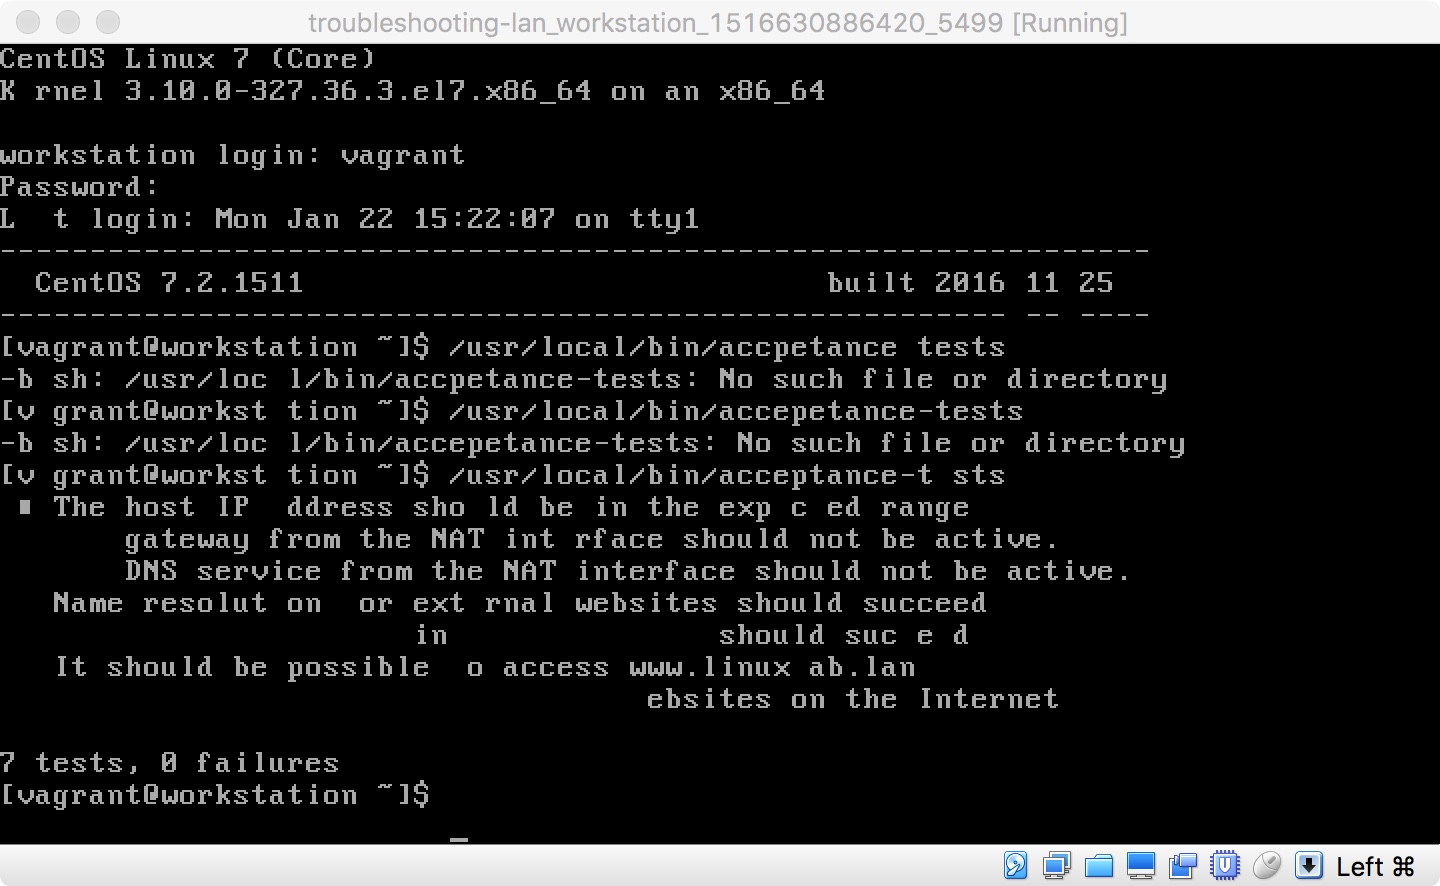 troubleshooting-lan_workstation_1516630886420_5499 [Running]
CentOS Linux 7 (Core)
K rnel 3.10.0-327.36.3.el7.x86_64 on an x86_64
workstation login: vagrant
Password:
L  t login: Mon Jan 22 15:22:07 on tty1
----------------------------------------------------------------
CentOS 7.2.1511 built 2016 11 25
--------------------------------------------------------- -- ----
[vagrant@workstation ~]$ /usr/local/bin/accpetance tests
-b sh: /usr/loc l/bin/accpetance-tests: No such file or directory
[v grant@workst tion ~]$ /usr/local/bin/accepetance-tests
-b sh: /usr/loc l/bin/accepetance-tests: No such file or directory
[v grant@workst tion ~]$ /usr/local/bin/acceptance-t sts
The host IP  ddress sho ld be in the exp c ed range
gateway from the NAT int rface should not be active.
DNS service from the NAT interface should not be active.
Name resolut on  or ext rnal websites should succeed
in should suc e d
It should be possible  o access www.linux ab.lan
ebsites on the Internet
7 tests, 0 failures
[vagrant@workstation ~]$
_
Left ⌘